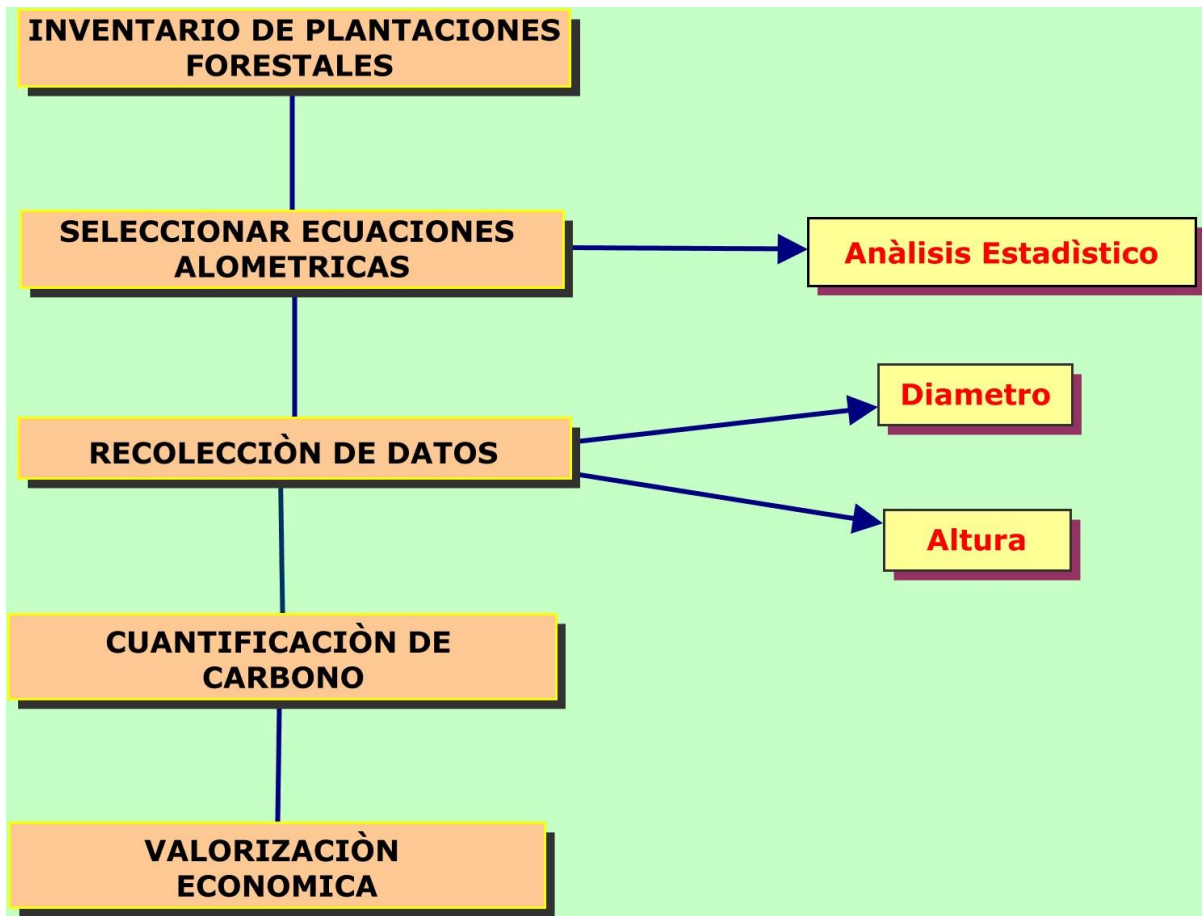 INVENTARIO DE PLANTACIONES
FORESTALES
SELECCIONAR ECUACIONES
ALOMETRICAS
Anàlisis Estadìstico
RECOLECCIÒN DE DATOS
Diametro
Altura
CUANTIFICACIÒN DE
CARBONO
VALORIZACIÒN
ECONOMICA